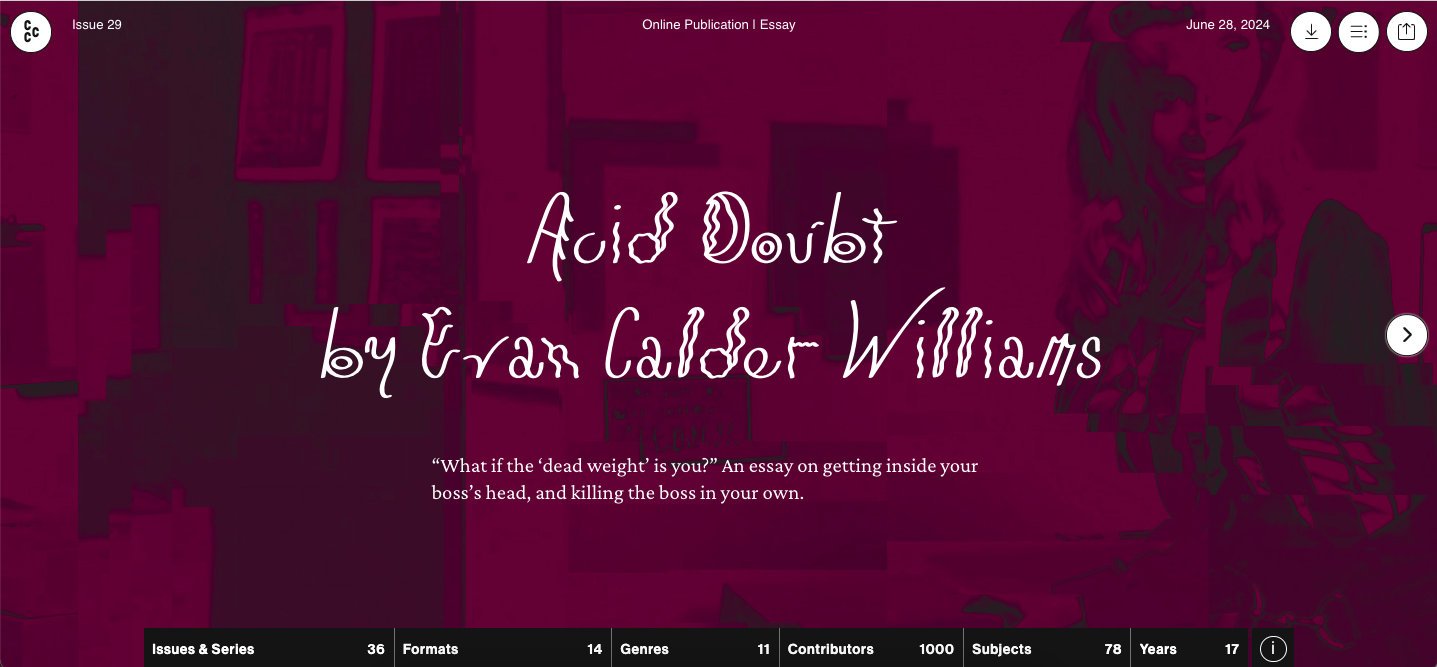 CCC
Issue 29
Online Publication | Essay
June 28, 2024
Acid Doubt
by Evan Calder Williams
“What if the ‘dead weight’ is you?” An essay on getting inside your
boss’s head, and killing the boss in your own.
Issues & Series 36
Formats 14
Genres 11
Contributors 1000
Subjects 78
Years 17